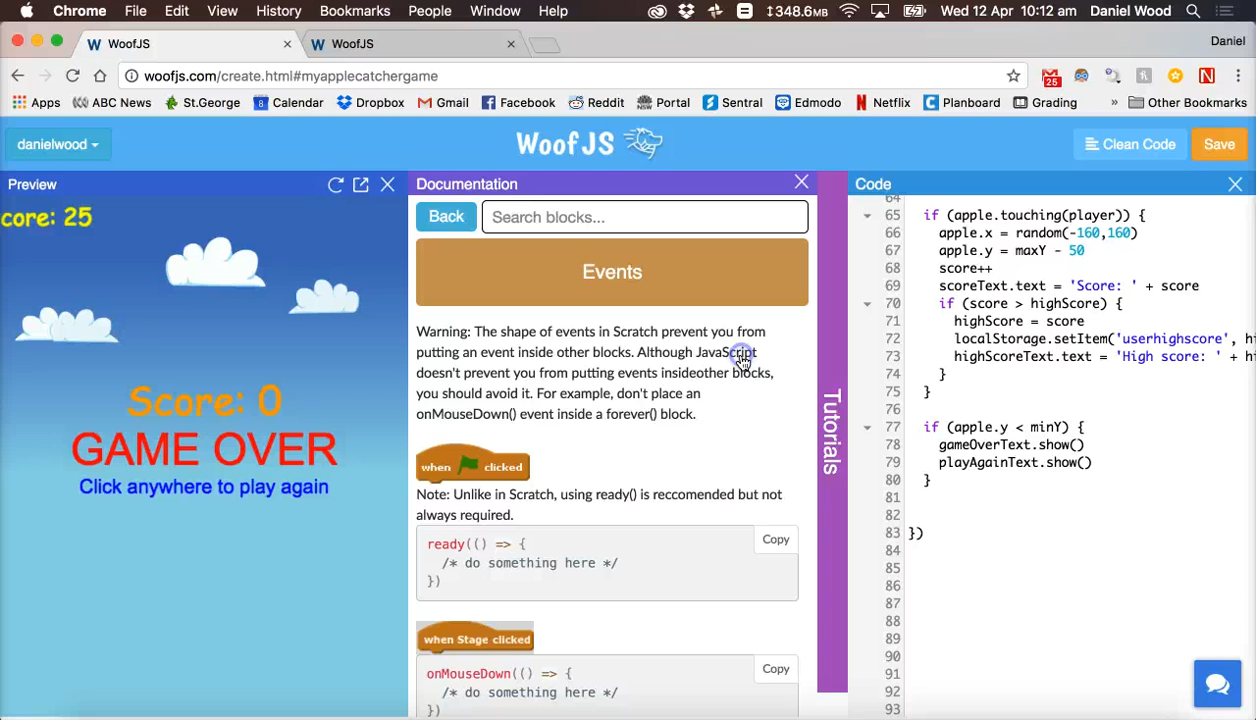 Chrome File Edit View History Bookmarks People Window Help 348.6MB Wed 12 Apr 10:12 am Daniel Wood
WoofJS WoofJS Daniel
woofjs.com/create.html#myapplecatchergame 25
Apps ABC News St.George 8 Calendar Dropbox Gmail Facebook Reddit Portal Sentral Edmodo Netflix Planboard Grading » Other Bookmarks
danielwood WoofJS Clean Code Save
Preview
core: 25
Score: 0
GAME OVER
Click anywhere to play again
Documentation
Back Search blocks...
Events
Warning: The shape of events in Scratch prevent you from
putting an event inside other blocks. Although JavaScript
doesn't prevent you from putting events insideother blocks,
you should avoid it. For example, don't place an
onMouseDown() event inside a forever() block.
when clicked
Note: Unlike in Scratch, using ready() is reccomended but not
always required.
Copy
ready(() => {
/* do something here */
})
when Stage clicked
Copy
onMouseDown(() => {
/* do something here */
})
Tutorials
Code
64
65 if (apple.touching(player)) {
66 apple.x = random(-160,160)
67 apple.y = maxY - 50
68 score++
69 scoreText.text = 'Score: ' + score
70 if (score > highScore) {
71 highScore = score
72 localStorage.setItem('userhighscore', h
73 highScoreText.text = 'High score: ' + h
74 }
75 }
76
77 if (apple.y < minY) {
78 gameOverText.show()
79 playAgainText.show()
80 }
81
82
83 })
84
85
86
87
88
89
90
91
92
93